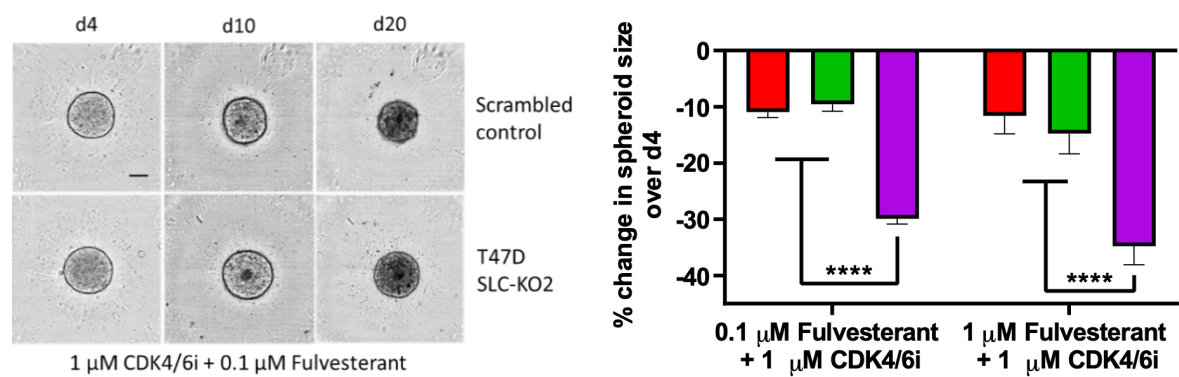 d4 d10 d20
Scrambled
control
T47D
SLC-KO2
1 µM CDK4/6i + 0.1 µM Fulvesterant
% change in spheroid size
over d4
0
-10
-20
-30
-40
****
****
0.1 µM Fulvesterant
+ 1 µM CDK4/6i
1 µM Fulvesterant
+ 1 µM CDK4/6i